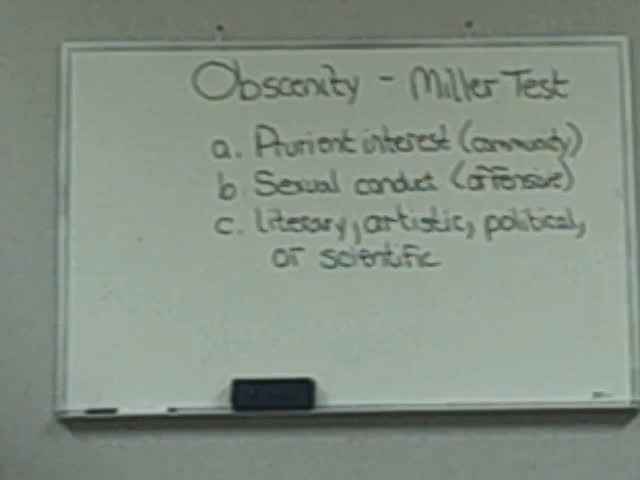 Obscenity - Miller Test
a. Prurient interest (community)
b. Sexual conduct (offensive)
c. literary, artistic, political,
or scientific